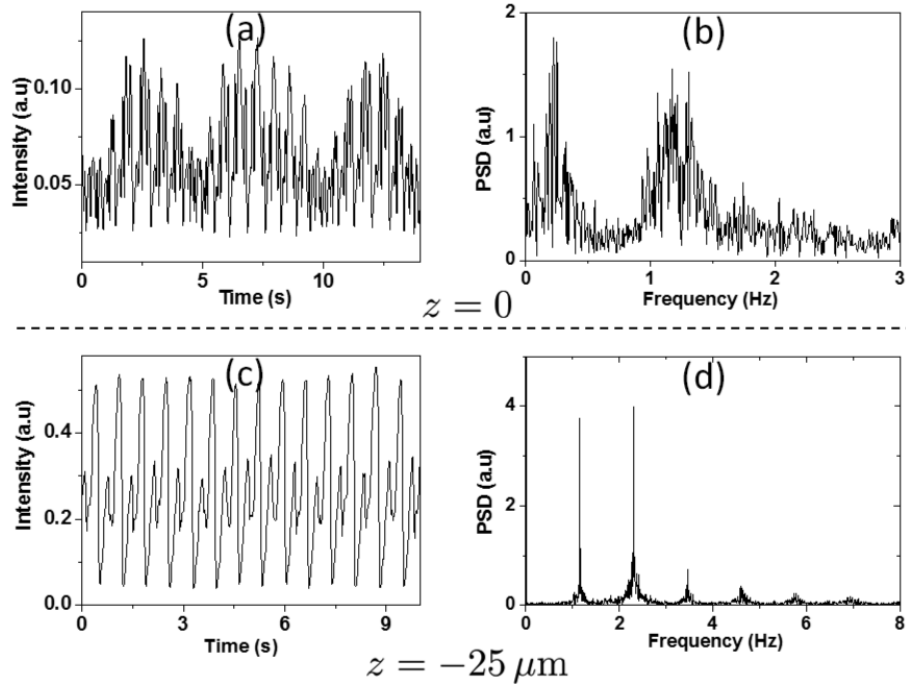 (a)
Intensity (a.u)
0.10
0.05
0 5 10
Time (s)
(b)
PSD (a.u)
2
1
0
0 1 2 3
Frequency (Hz)
z = 0
(c)
Intensity (a.u)
0.4
0.2
0.0
0 3 6 9
Time (s)
(d)
PSD (a.u)
4
2
0
0 2 4 6 8
Frequency (Hz)
z = −25 μm